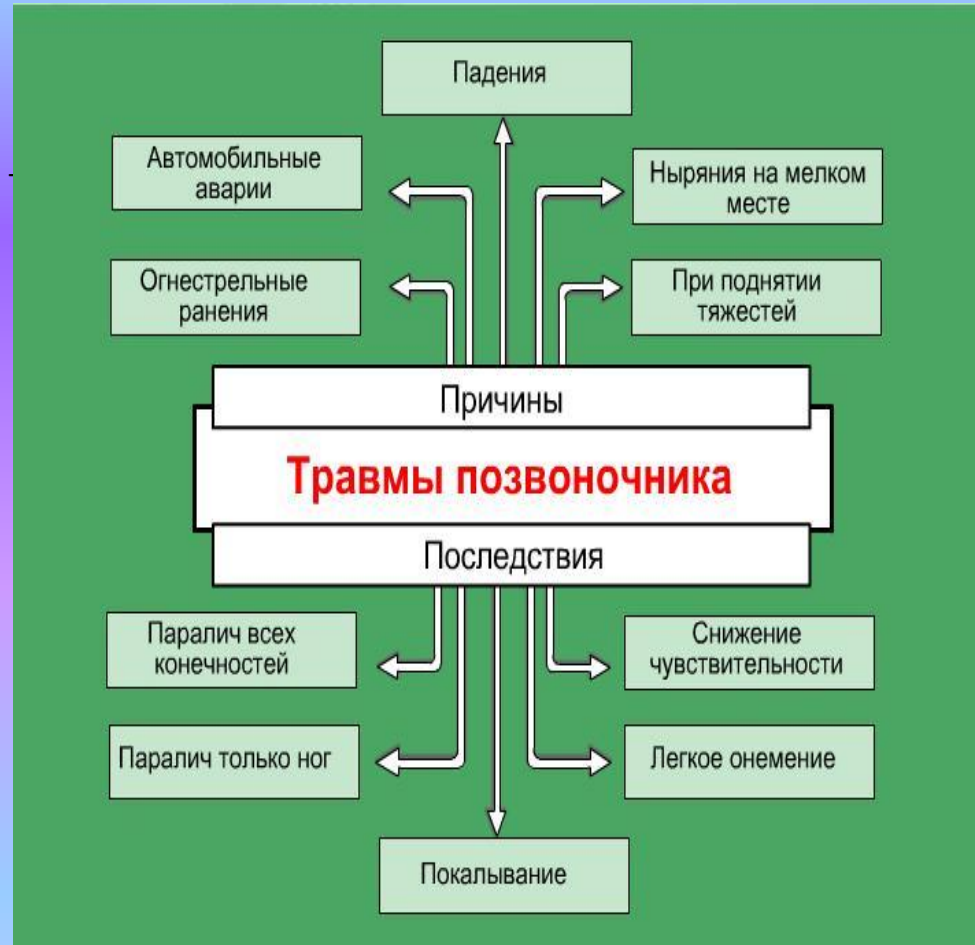 Падения
Автомобильные
аварии
Ныряния на мелком
месте
Огнестрельные
ранения
При поднятии
тяжестей
Причины
Травмы позвоночника
Последствия
Паралич всех
конечностей
Снижение
чувствительности
Паралич только ног
Легкое онемение
Покалывание